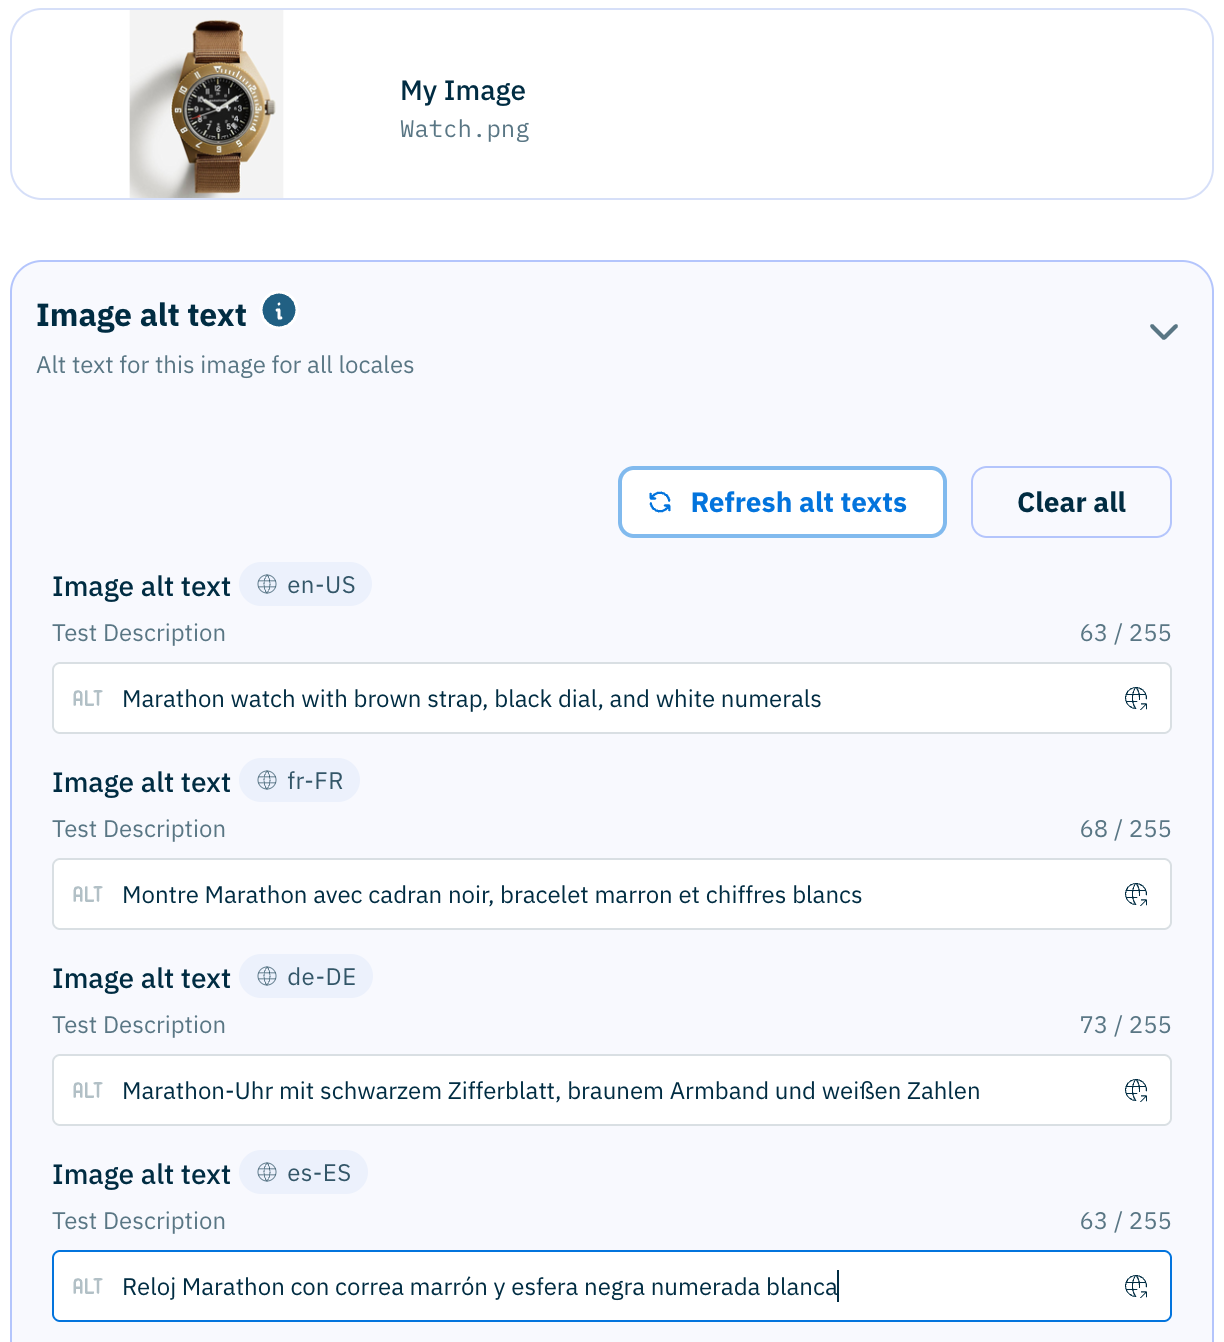 My Image
Watch.png
Image alt text
Alt text for this image for all locales
Refresh alt texts
Clear all
Image alt text en-US
Test Description 63 / 255
ALT Marathon watch with brown strap, black dial, and white numerals
Image alt text fr-FR
Test Description 68 / 255
ALT Montre Marathon avec cadran noir, bracelet marron et chiffres blancs
Image alt text de-DE
Test Description 73 / 255
ALT Marathon-Uhr mit schwarzem Zifferblatt, braunem Armband und weißen Zahlen
Image alt text es-ES
Test Description 63 / 255
ALT Reloj Marathon con correa marrón y esfera negra numerada blanca